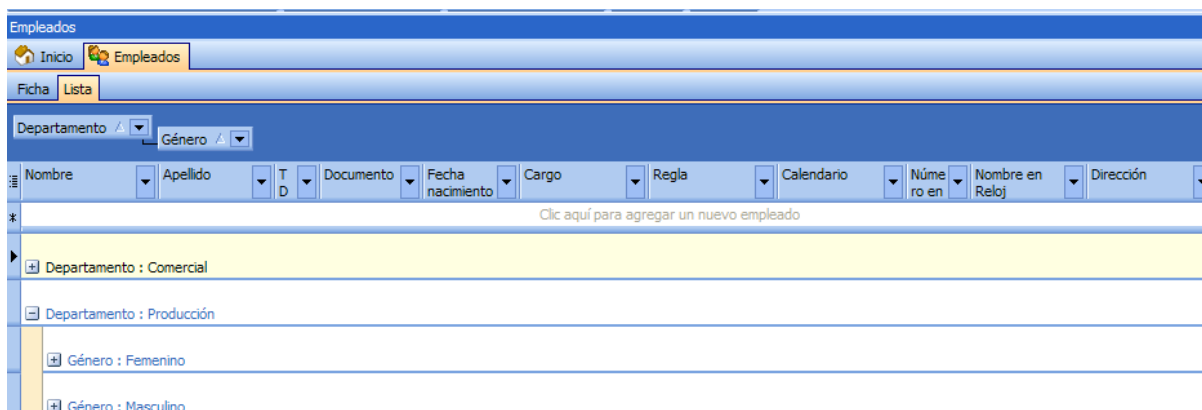 Empleados
Inicio Empleados
Ficha Lista
Departamento
Género
Nombre Apellido T D Documento Fecha nacimiento Cargo Regla Calendario Núme ro en Nombre en Reloj Dirección
Clic aquí para agregar un nuevo empleado
Departamento : Comercial
Departamento : Producción
Género : Femenino
Género : Masculino